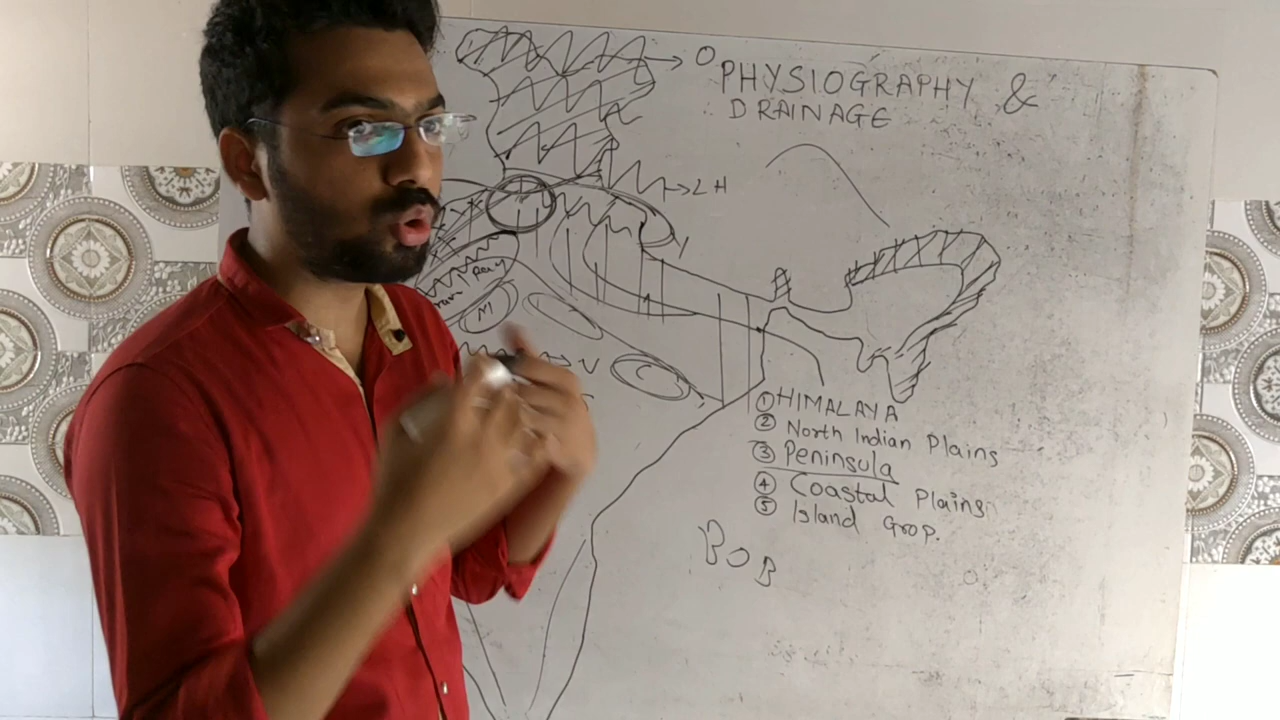 PHYSIOGRAPHY &
DRAINAGE
LH
M
V
① HIMALAYA
② North Indian Plains
③ Peninsula
④ Coastal Plains
⑤ Island Grop.
BOB